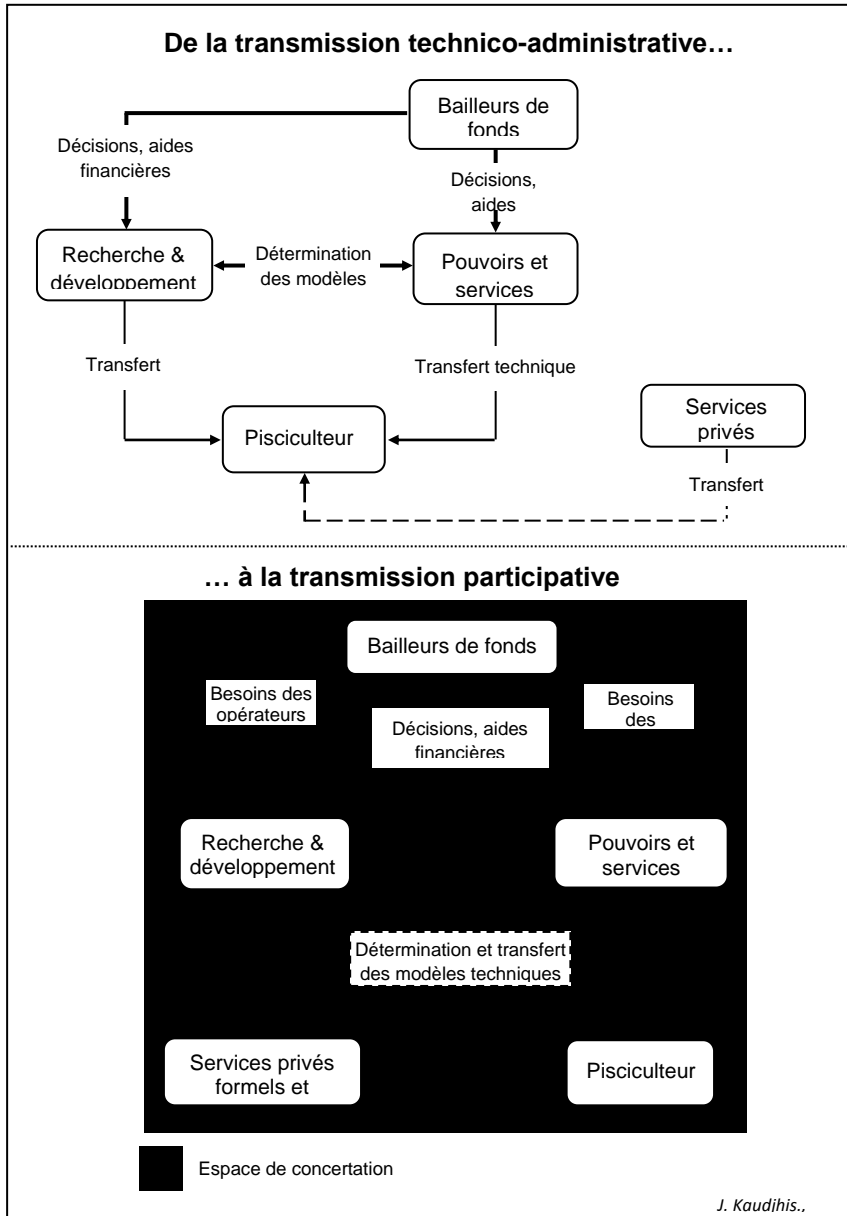 De la transmission technico-administrative…
Bailleurs de
fonds
Décisions, aides
financières
Décisions,
aides
Recherche &
développement
Détermination
des modèles
Pouvoirs et
services
Transfert
Transfert technique
Pisciculteur
Services
privés
Transfert
… à la transmission participative
Bailleurs de fonds
Besoins des
opérateurs
Décisions, aides
financières
Besoins
des
Recherche &
développement
Pouvoirs et
services
Détermination et transfert
des modèles techniques
Services privés
formels et
Pisciculteur
Espace de concertation
J. Kaudjhis.,